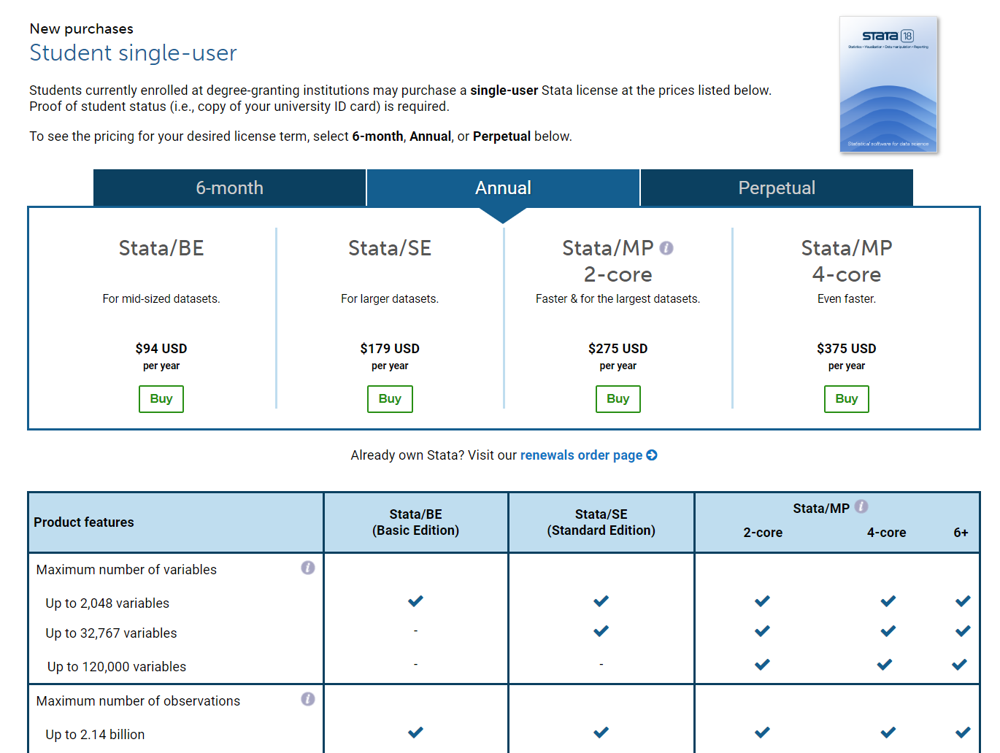 New purchases
Student single-user
Students currently enrolled at degree-granting institutions may purchase a single-user Stata license at the prices listed below.
Proof of student status (i.e., copy of your university ID card) is required.
To see the pricing for your desired license term, select 6-month, Annual, or Perpetual below.
stata 18
Statistics • Visualization • Data manipulation • Reporting
Statistical software for data science
6-month
Annual
Perpetual
Stata/BE
For mid-sized datasets.
$94 USD
per year
Buy
Stata/SE
For larger datasets.
$179 USD
per year
Buy
Stata/MP i
2-core
Faster & for the largest datasets.
$275 USD
per year
Buy
Stata/MP
4-core
Even faster.
$375 USD
per year
Buy
Already own Stata? Visit our renewals order page
Product features
Stata/BE
(Basic Edition)
Stata/SE
(Standard Edition)
Stata/MP i
2-core 4-core 6+
Maximum number of variables i
Up to 2,048 variables
Up to 32,767 variables -
Up to 120,000 variables - -
Maximum number of observations i
Up to 2.14 billion